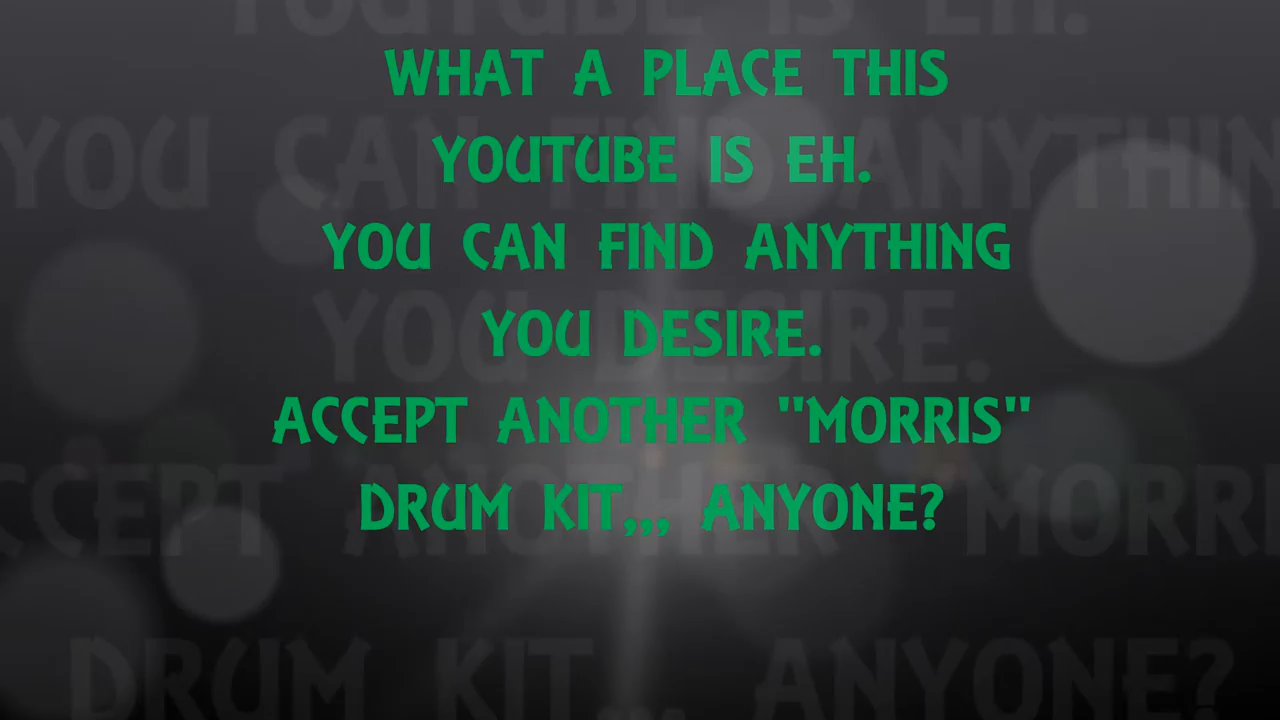 WHAT A PLACE THIS
YOUTUBE IS EH.
YOU CAN FIND ANYTHING
YOU DESIRE.
ACCEPT ANOTHER "MORRIS"
DRUM KIT,,, ANYONE?